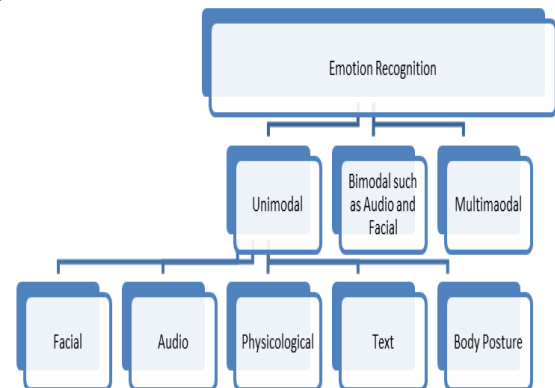 Emotion Recognition
Unimodal
Bimodal such
as Audio and
Facial
Multimaodal
Facial
Audio
Physicological
Text
Body Posture